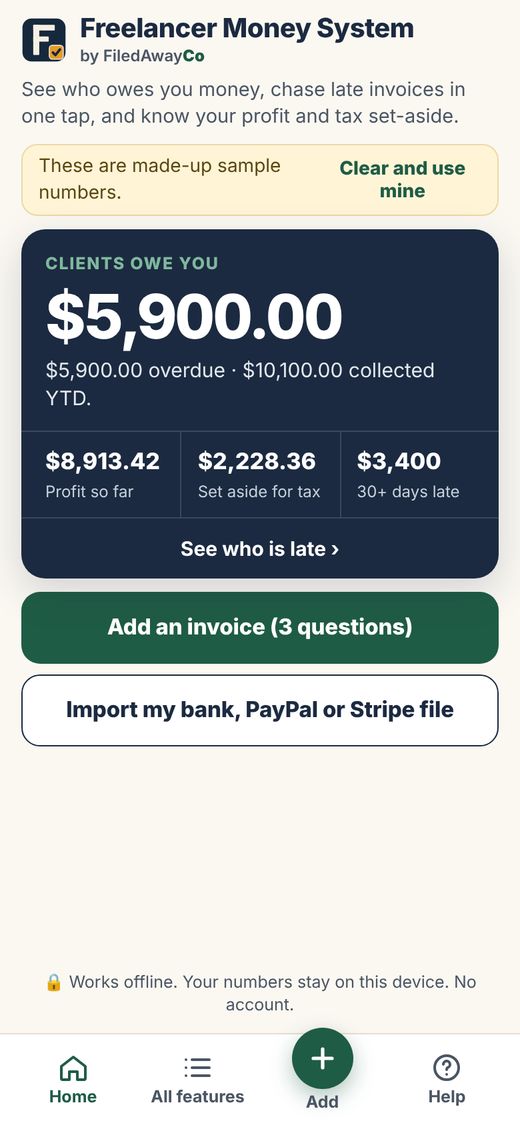 Freelancer Money System
by FiledAwayCo
See who owes you money, chase late invoices in
one tap, and know your profit and tax set-aside.
These are made-up sample
numbers.
Clear and use
mine
CLIENTS OWE YOU
$5,900.00
$5,900.00 overdue · $10,100.00 collected
YTD.
$8,913.42
Profit so far
$2,228.36
Set aside for tax
$3,400
30+ days late
See who is late ›
Add an invoice (3 questions)
Import my bank, PayPal or Stripe file
🔒 Works offline. Your numbers stay on this device. No
account.
Home
All features
Add
Help